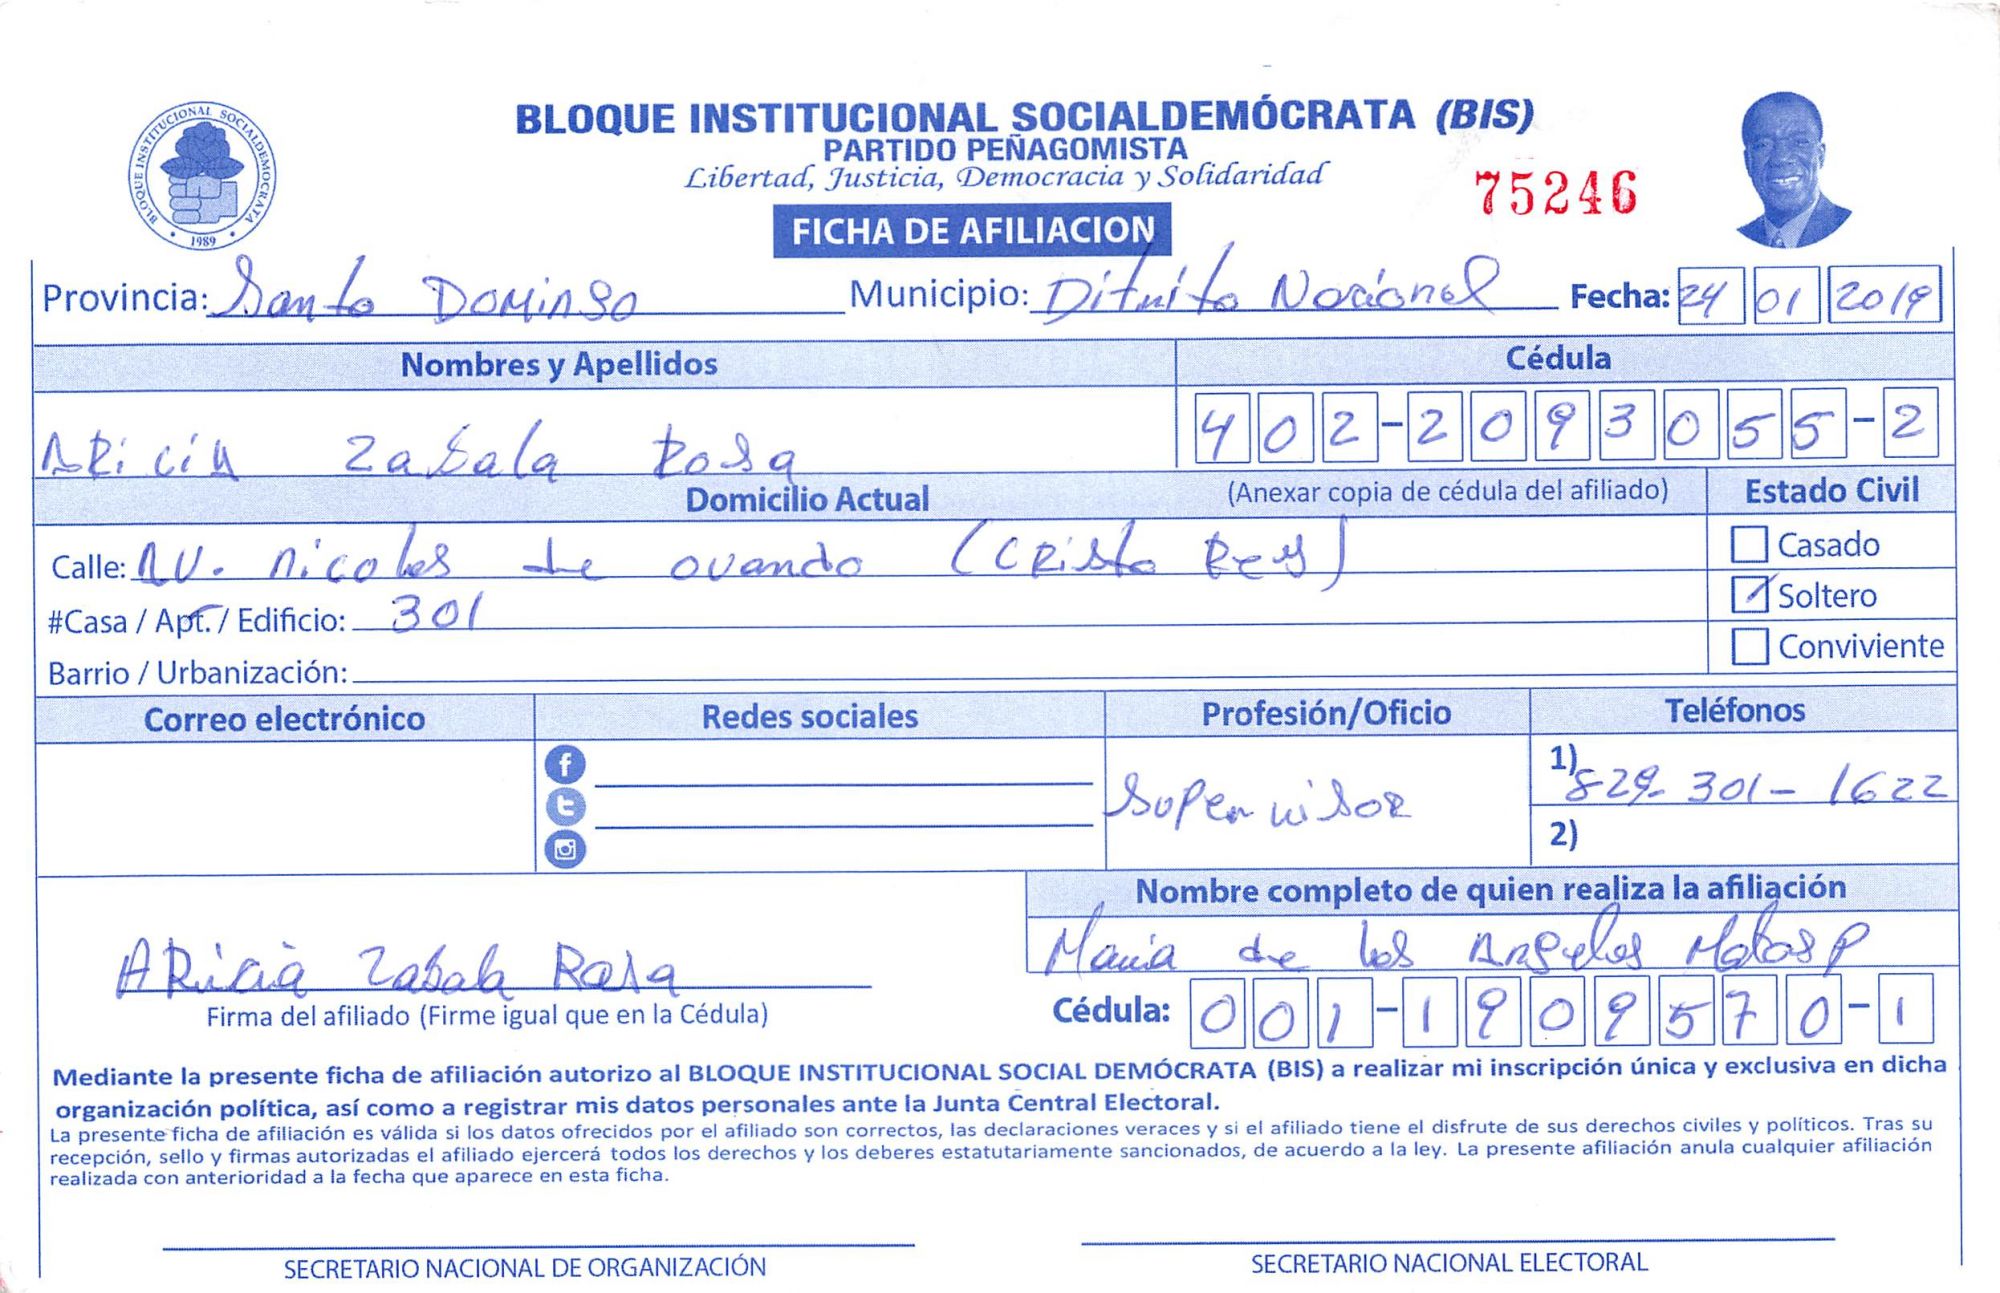 BLOQUE INSTITUCIONAL SOCIALDEMÓCRATA
1989
BLOQUE INSTITUCIONAL SOCIALDEMÓCRATA (BIS)
PARTIDO PEÑAGOMISTA
Libertad, Justicia, Democracia y Solidaridad
75246
FICHA DE AFILIACION
Provincia: Santo Domingo Municipio: Ditrito Nacional Fecha: 24 01 2019
Nombres y Apellidos Cédula
ARicia Zabala Rosa 402-2093055-2
Domicilio Actual (Anexar copia de cédula del afiliado) Estado Civil
Calle: AV. nicolas de ovando (CRisto Rey) Casado
#Casa / Apt. / Edificio: 301 Soltero
Barrio / Urbanización: Conviviente
Correo electrónico Redes sociales Profesión/Oficio Teléfonos
Supervisor 1) 829-301-1622
2)
Nombre completo de quien realiza la afiliación
Maria de los Angeles Matos P
ARicia Zabala Rosa
Firma del afiliado (Firme igual que en la Cédula) Cédula: 001-1909570-1
Mediante la presente ficha de afiliación autorizo al BLOQUE INSTITUCIONAL SOCIAL DEMÓCRATA (BIS) a realizar mi inscripción única y exclusiva en dicha
organización política, así como a registrar mis datos personales ante la Junta Central Electoral.
La presente ficha de afiliación es válida si los datos ofrecidos por el afiliado son correctos, las declaraciones veraces y si el afiliado tiene el disfrute de sus derechos civiles y políticos. Tras su
recepción, sello y firmas autorizadas el afiliado ejercerá todos los derechos y los deberes estatutariamente sancionados, de acuerdo a la ley. La presente afiliación anula cualquier afiliación
realizada con anterioridad a la fecha que aparece en esta ficha.
SECRETARIO NACIONAL DE ORGANIZACIÓN SECRETARIO NACIONAL ELECTORAL